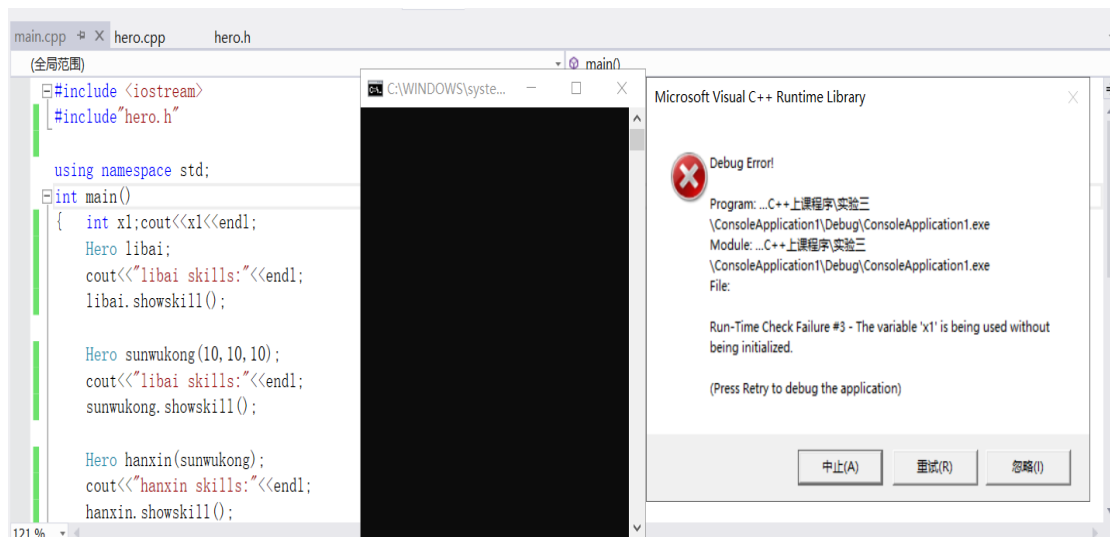 main.cpp hero.cpp hero.h
(全局范围) main()
#include <iostream>
#include"hero.h"
using namespace std;
int main()
{ int x1;cout<<x1<<endl;
Hero libai;
cout<<"libai skills:"<<endl;
libai.showskill();
Hero sunwukong(10,10,10);
cout<<"libai skills:"<<endl;
sunwukong.showskill();
Hero hanxin(sunwukong);
cout<<"hanxin skills:"<<endl;
hanxin.showskill();
121 %
C:\WINDOWS\syste...
Microsoft Visual C++ Runtime Library
Debug Error!
Program: ...C++上课程序\实验三
\ConsoleApplication1\Debug\ConsoleApplication1.exe
Module: ...C++上课程序\实验三
\ConsoleApplication1\Debug\ConsoleApplication1.exe
File:
Run-Time Check Failure #3 - The variable 'x1' is being used without
being initialized.
(Press Retry to debug the application)
中止(A) 重试(R) 忽略(I)